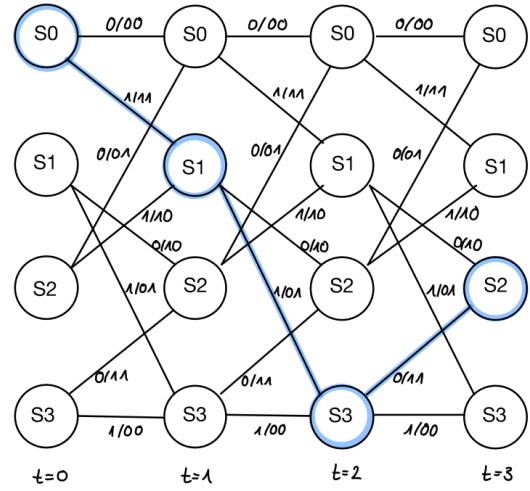 0/00 0/00 0/00
S0 S0 S0 S0
1/11 1/11 1/11
0/01 0/01 0/01
S1 S1 S1 S1
1/10 1/10 1/10
0/10 0/10 0/10
S2 S2 S2 S2
1/01 1/01 1/01
0/11 0/11 0/11
S3 S3 S3 S3
1/00 1/00 1/00
t=0 t=1 t=2 t=3